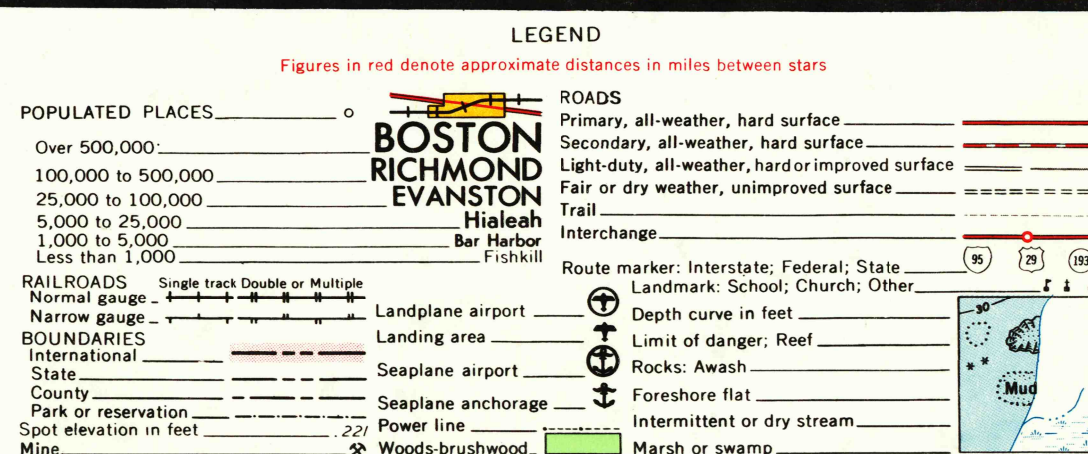 LEGEND
Figures in red denote approximate distances in miles between stars
POPULATED PLACES
Over 500,000 BOSTON
100,000 to 500,000 RICHMOND
25,000 to 100,000 EVANSTON
5,000 to 25,000 Hialeah
1,000 to 5,000 Bar Harbor
Less than 1,000 Fishkill
RAILROADS Single track Double or Multiple
Normal gauge
Narrow gauge
BOUNDARIES
International
State
County
Park or reservation
Spot elevation in feet .221
Mine
Landplane airport
Landing area
Seaplane airport
Seaplane anchorage
Power line
Woods-brushwood
ROADS
Primary, all-weather, hard surface
Secondary, all-weather, hard surface
Light-duty, all-weather, hard or improved surface
Fair or dry weather, unimproved surface
Trail
Interchange
Route marker: Interstate; Federal; State 95 29 193
Landmark: School; Church; Other
Depth curve in feet 30
Limit of danger; Reef
Rocks: Awash
Foreshore flat Mud
Intermittent or dry stream
Marsh or swamp